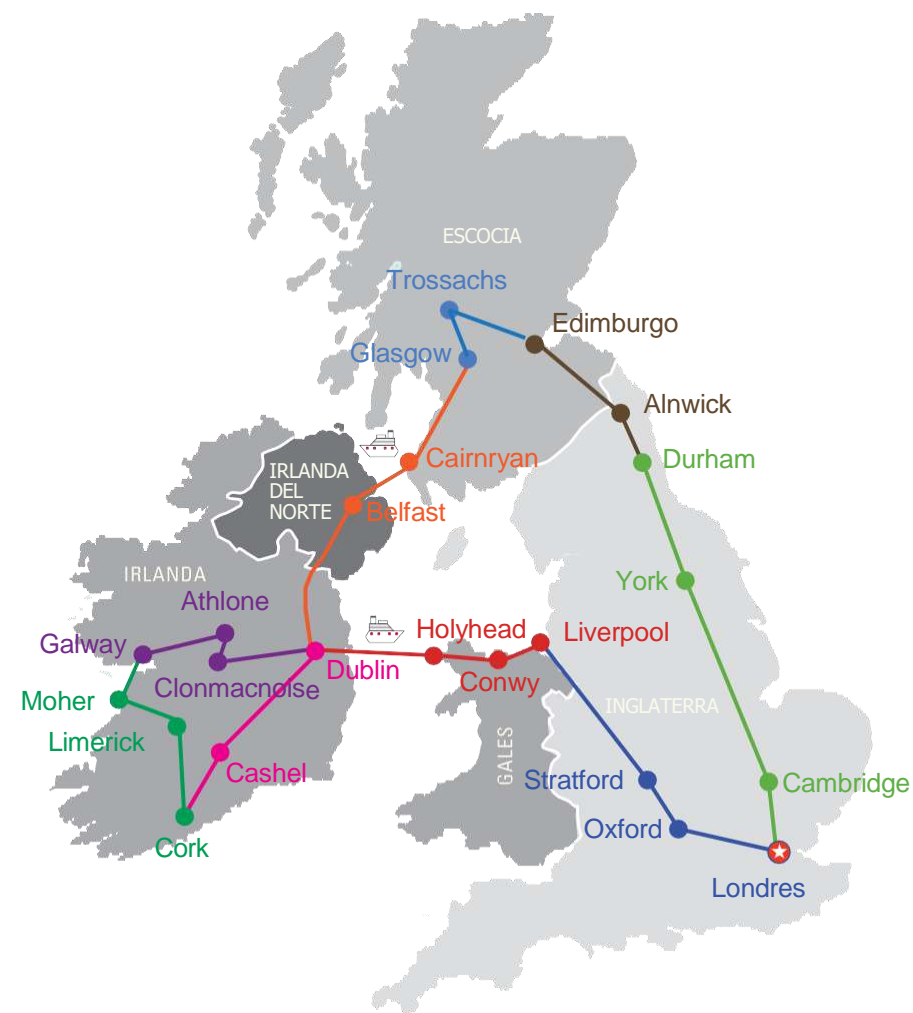 ESCOCIA
Trossachs
Edimburgo
Glasgow
Alnwick
Cairnryan
Durham
IRLANDA
DEL
NORTE
Belfast
IRLANDA
York
Athlone
Galway
Holyhead
Liverpool
Dublin
Conwy
Clonmacnoise
Moher
INGLATERRA
Limerick
GALES
Cashel
Stratford
Cambridge
Oxford
Cork
Londres